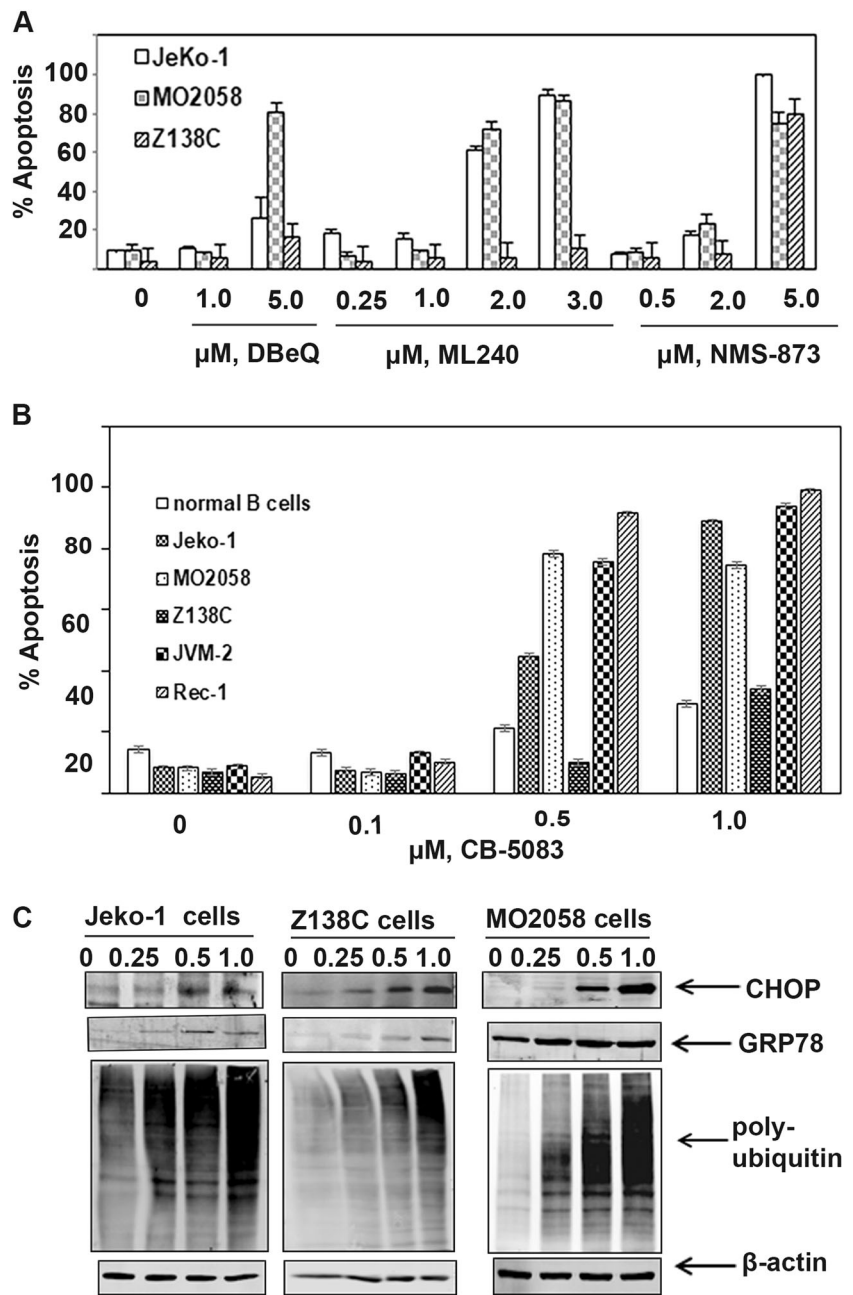 A
JeKo-1
MO2058
Z138C
% Apoptosis
100
80
60
40
20
0
1.0
5.0
0.25
1.0
2.0
3.0
0.5
2.0
5.0
µM, DBeQ
µM, ML240
µM, NMS-873
B
normal B cells
Jeko-1
MO2058
Z138C
JVM-2
Rec-1
% Apoptosis
100
80
60
40
20
0
0.1
0.5
1.0
µM, CB-5083
C
Jeko-1 cells
Z138C cells
MO2058 cells
0 0.25 0.5 1.0
0 0.25 0.5 1.0
0 0.25 0.5 1.0
CHOP
GRP78
poly-
ubiquitin
β-actin